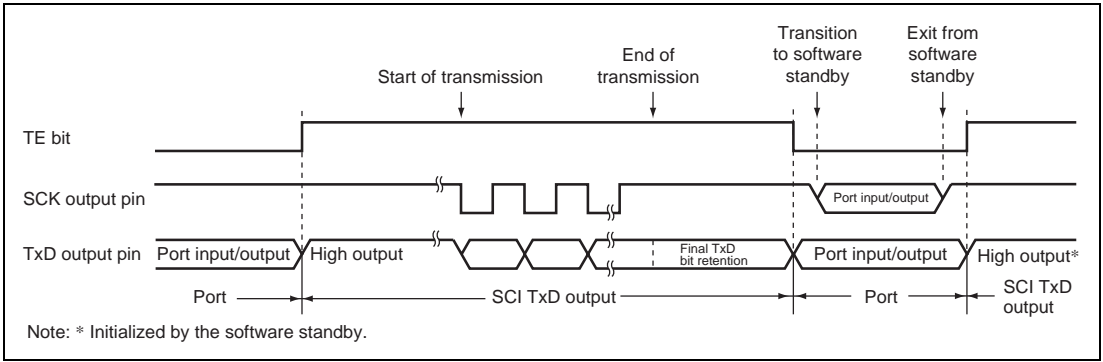 Transition
to software
standby
Exit from
software
standby
End of
transmission
Start of transmission
TE bit
SCK output pin
Port input/output
TxD output pin
Port input/output
High output
Final TxD
bit retention
Port input/output
High output*
Port
SCI TxD output
Port
SCI TxD
output
Note: * Initialized by the software standby.